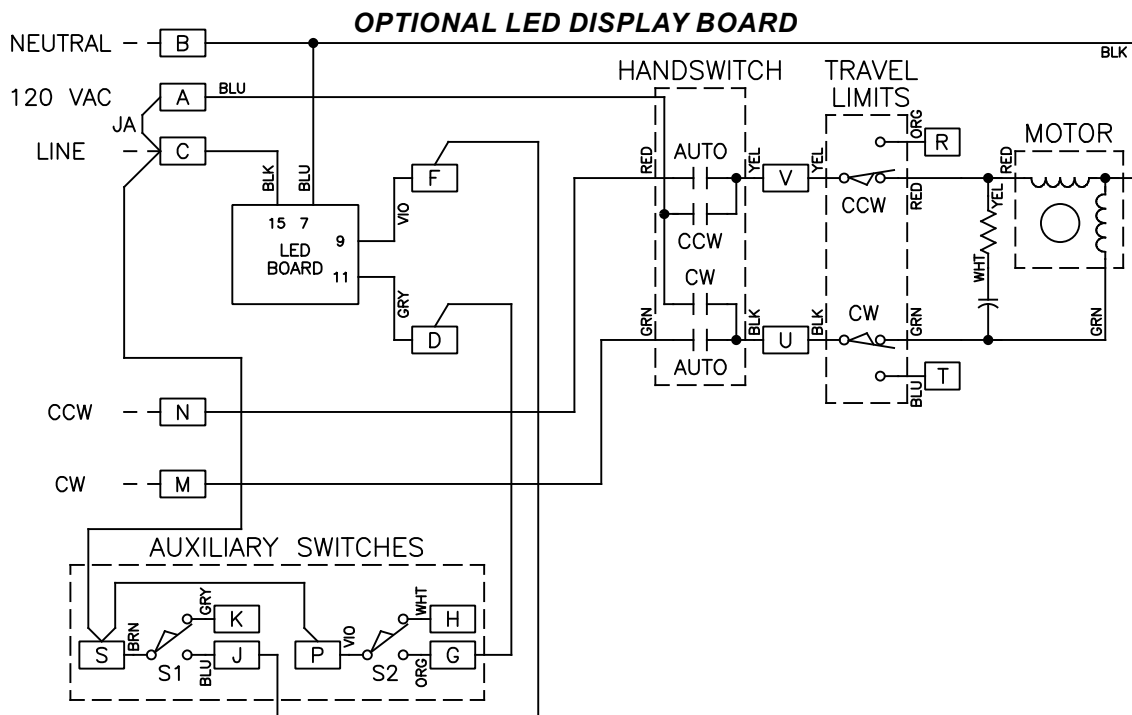 OPTIONAL LED DISPLAY BOARD
NEUTRAL
B
BLK
120 VAC
A
BLU
HANDSWITCH
TRAVEL
LIMITS
JA
LINE
C
ORG
R
MOTOR
BLK
BLU
F
VIO
RED
AUTO
YEL
V
YEL
CCW
RED
RED
YEL
15 7
9
LED
BOARD
11
CCW
GRY
D
CW
GRN
BLK
U
BLK
CW
GRN
WHT
GRN
AUTO
T
BLU
CCW
N
CW
M
AUXILIARY SWITCHES
S
BRN
GRY
K
S1
BLU
J
P
VIO
WHT
H
S2
ORG
G